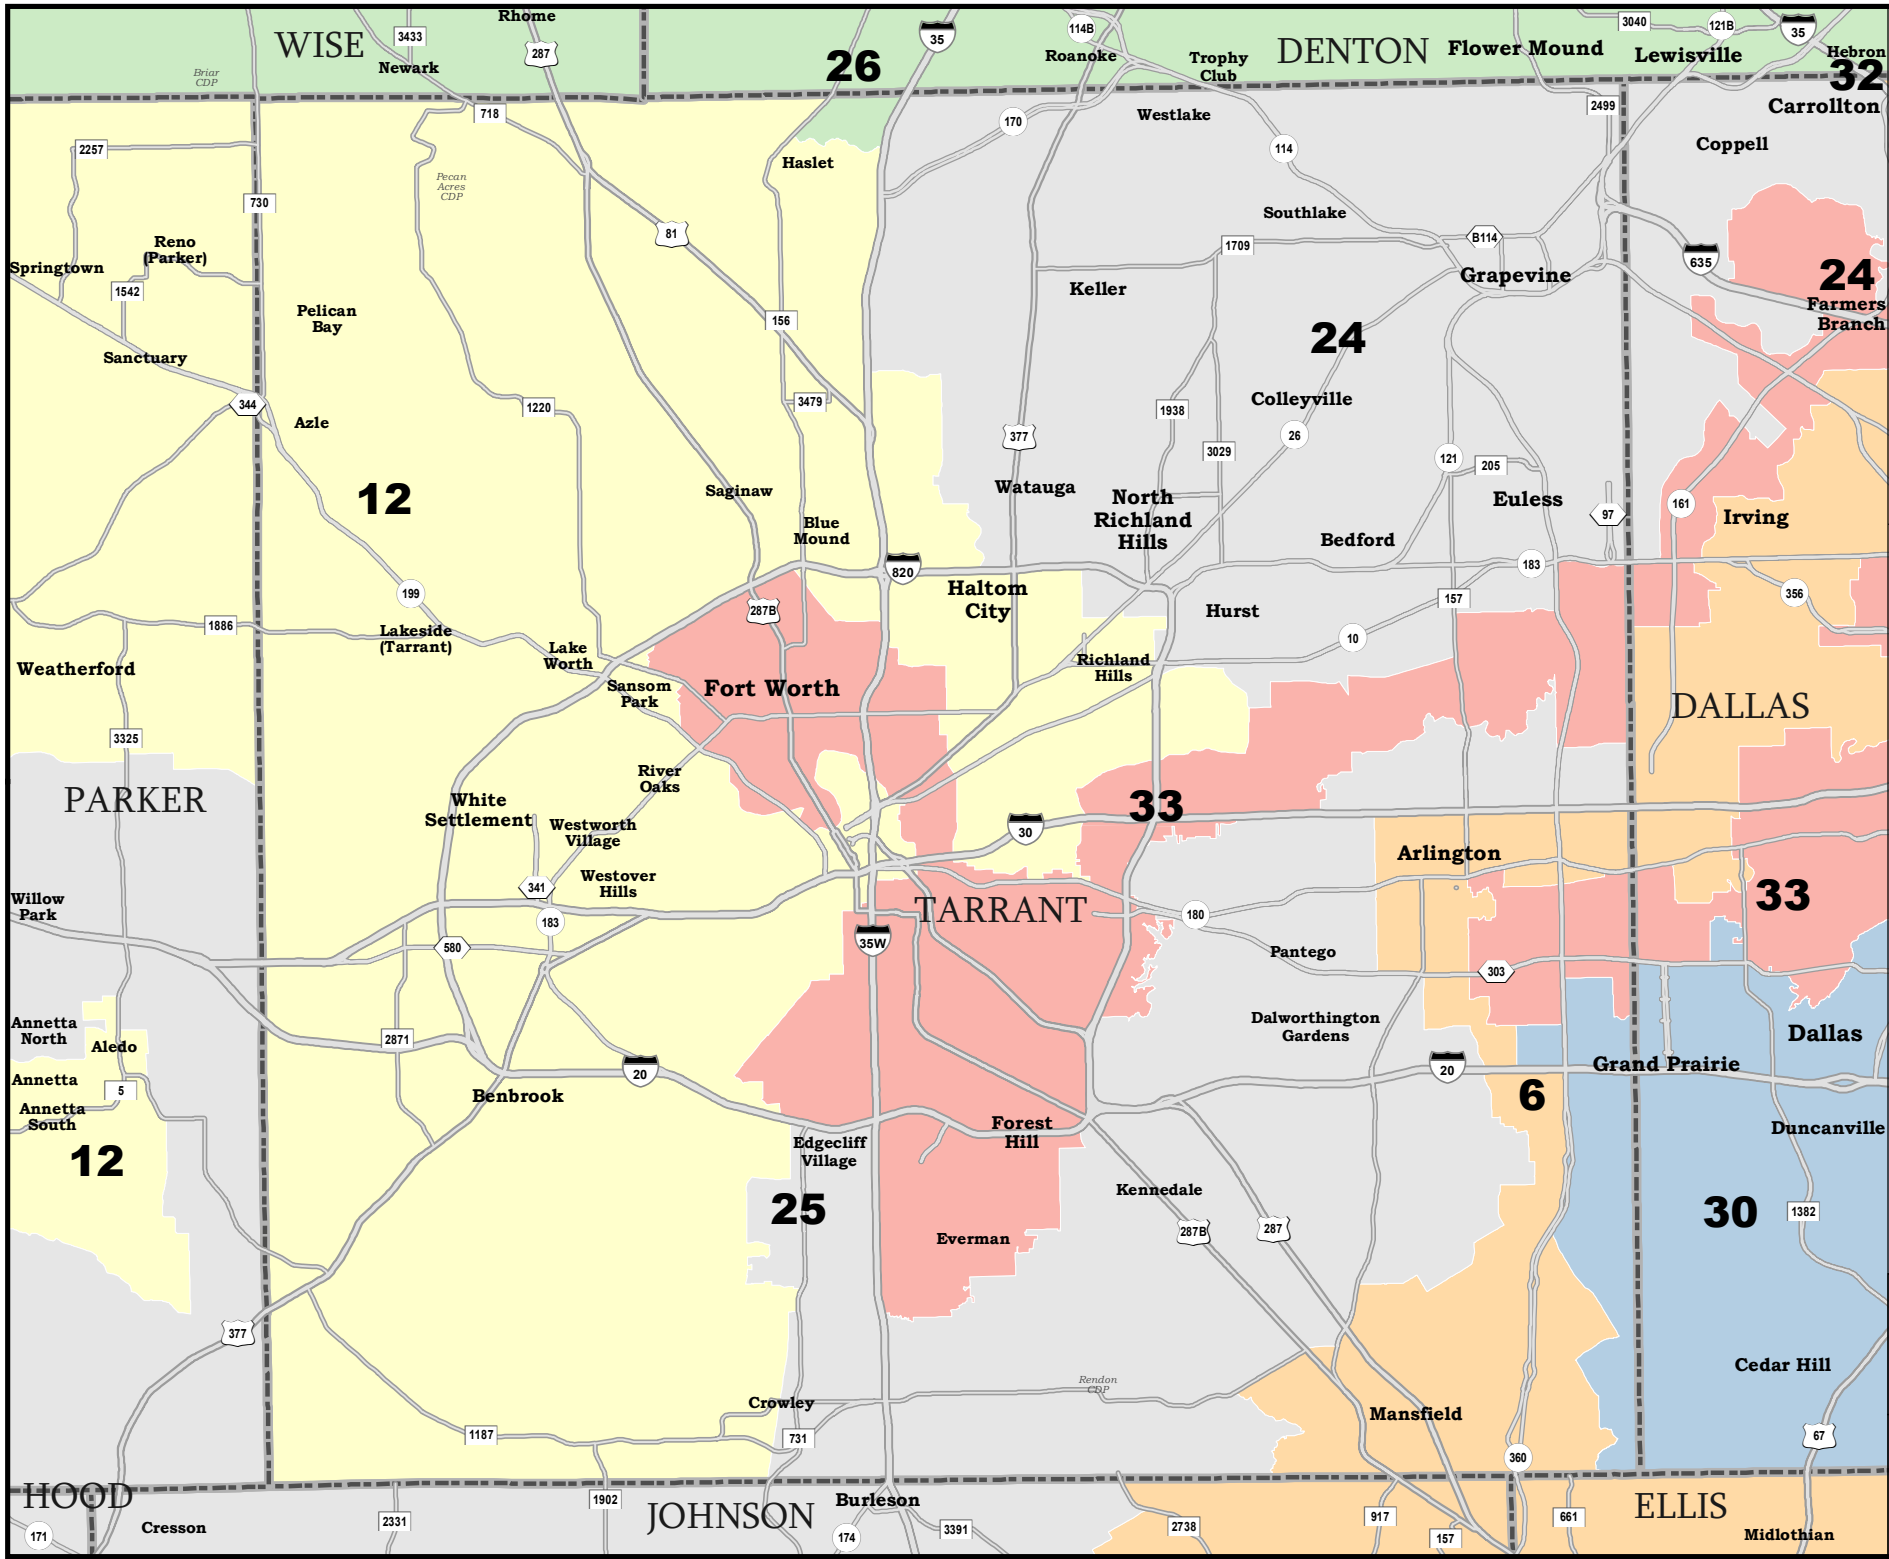 Rhome
WISE
3433
287
Newark
Briar
CDP
26
35
114B
Roanoke
Trophy
Club
DENTON
Flower Mound
3040
121B
35
Lewisville
Hebron
32
Carrollton
718
170
Westlake
2499
2257
Haslet
114
Coppell
Pecan
Acres
CDP
730
81
Southlake
Reno
(Parker)
1709
B114
635
Springtown
1542
Keller
Grapevine
24
Farmers
Branch
Pelican
Bay
156
24
Sanctuary
344
1220
3479
1938
Colleyville
Azle
377
26
3029
121
205
12
Saginaw
Watauga
North
Richland
Hills
Euless
97
161
Irving
Blue
Mound
Bedford
820
183
199
287B
Haltom
City
157
356
1886
Lakeside
(Tarrant)
Hurst
10
Lake
Worth
Weatherford
Richland
Hills
Sansom
Park
Fort Worth
DALLAS
3325
River
Oaks
PARKER
White
Settlement
Westworth
Village
33
30
Arlington
Westover
Hills
341
Willow
Park
183
TARRANT
180
33
580
35W
Pantego
303
Annetta
North
2871
Dalworthington
Gardens
Dallas
Aledo
Annetta
5
20
20
Grand Prairie
Benbrook
6
Annetta
South
Forest
Hill
Duncanville
Edgecliff
Village
12
Kennedale
25
30
1382
287B
287
Everman
377
Cedar Hill
Rendon
CDP
Crowley
Mansfield
1187
731
67
360
HOOD
1902
JOHNSON
Burleson
ELLIS
171
Cresson
2331
174
3391
2738
917
157
661
Midlothian